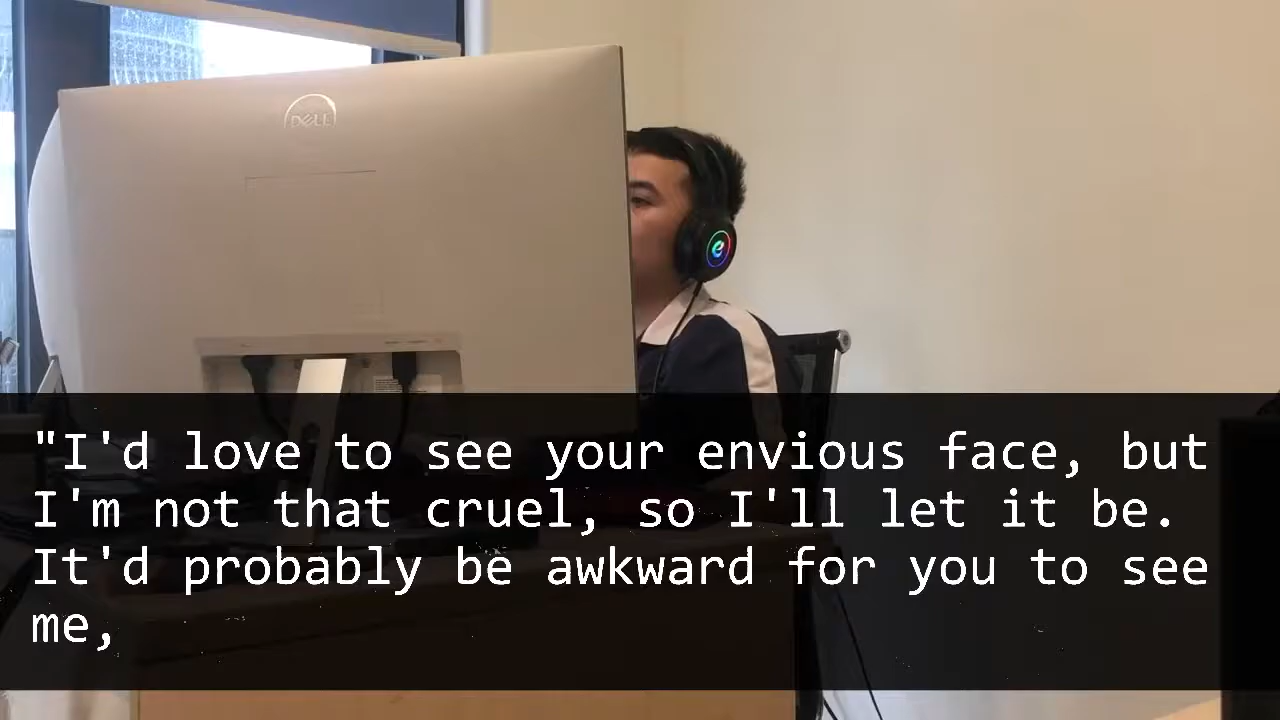 DELL
"I'd love to see your envious face, but
I'm not that cruel, so I'll let it be.
It'd probably be awkward for you to see
me,